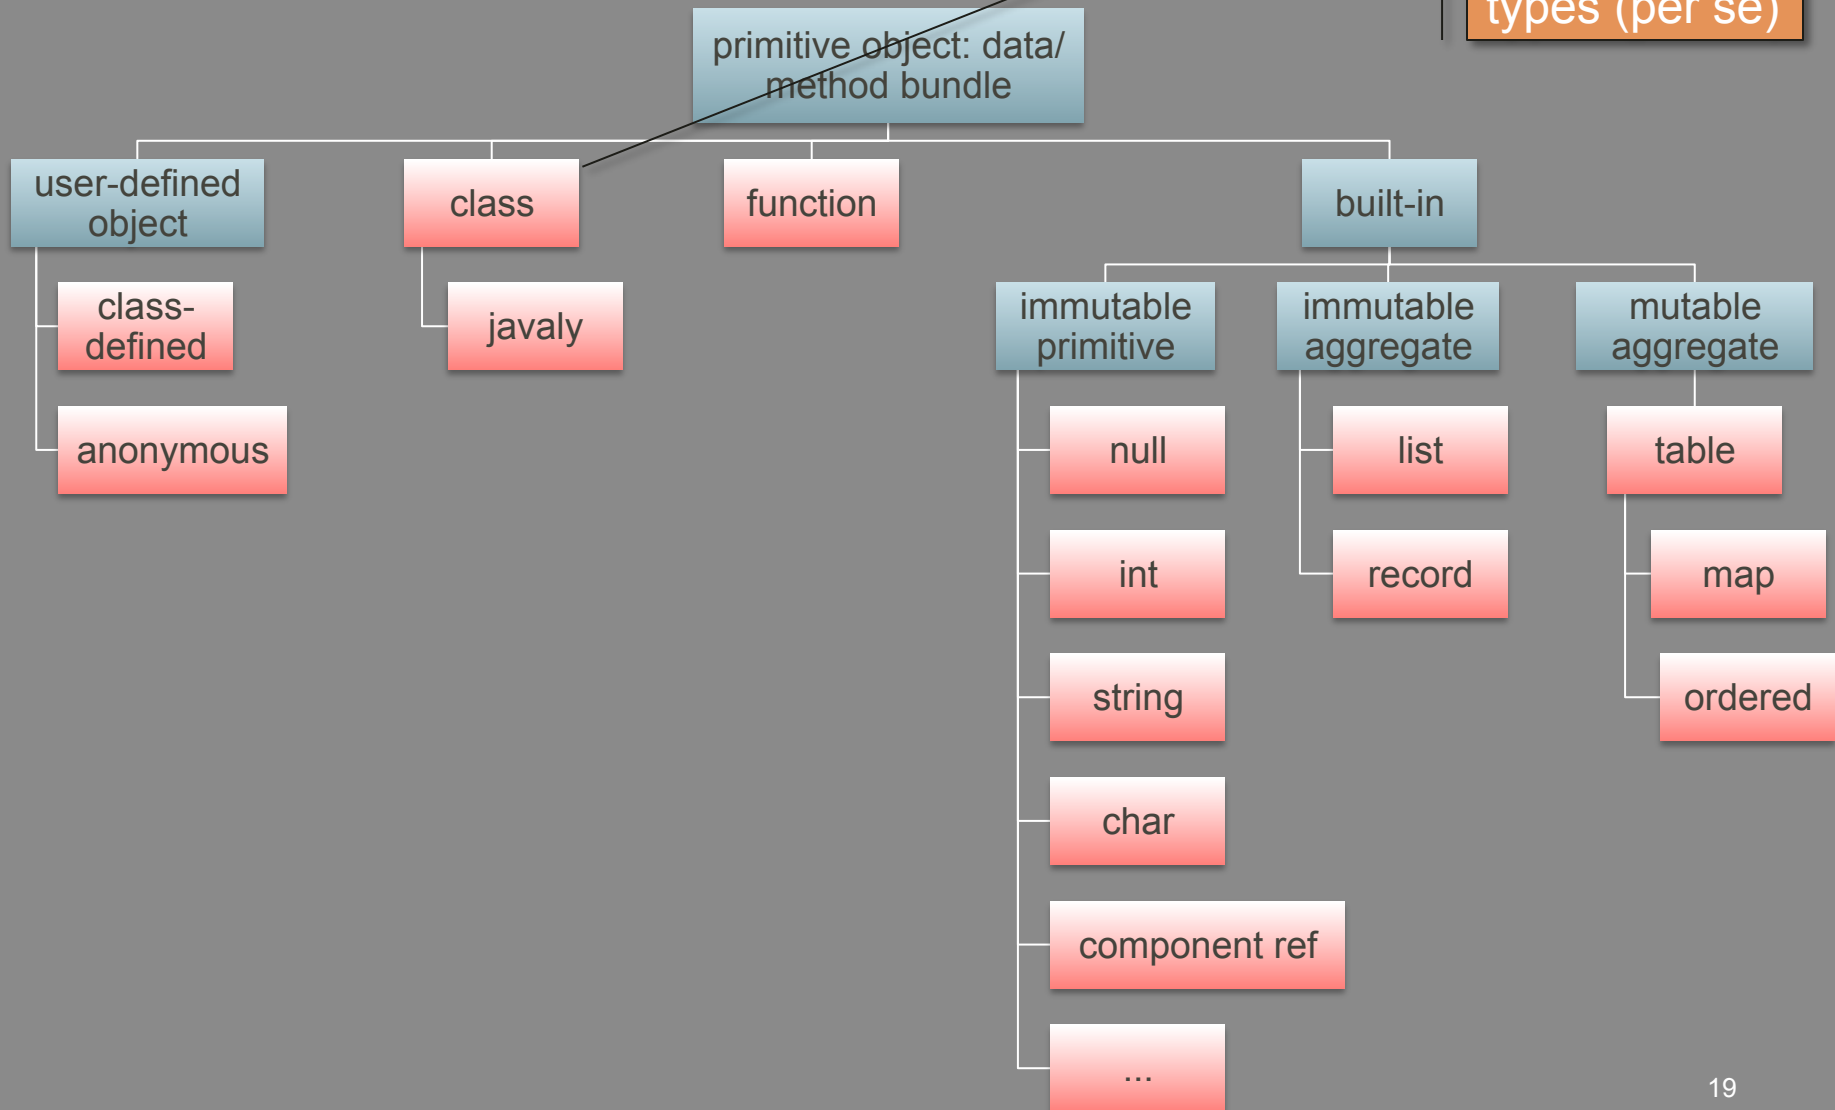 types (per se)
primitive object: data/
method bundle
user-defined
object
class
function
built-in
class-
defined
javaly
immutable
primitive
immutable
aggregate
mutable
aggregate
anonymous
null
list
table
int
record
map
string
ordered
char
component ref
...
19